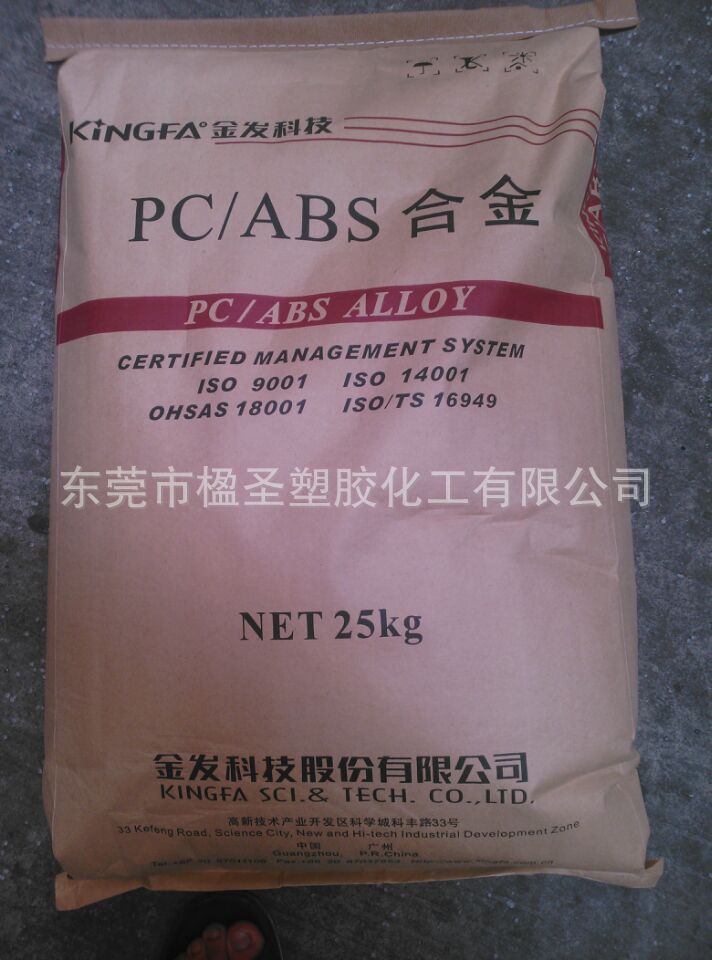 KINGFA® 金发科技
PC/ABS 合金
PC/ABS ALLOY
CERTIFIED MANAGEMENT SYSTEM
ISO 9001 ISO 14001
OHSAS 18001 ISO/TS 16949
东莞市楹圣塑胶化工有限公司
NET 25kg
金发科技股份有限公司
KINGFA SCI.& TECH. CO.,LTD.
高新技术产业开发区科学城科丰路33号
33 Kefeng Road, Science City, New and Hi-tech Industrial Development Zone
中国 广州
Guangzhou, P.R.China